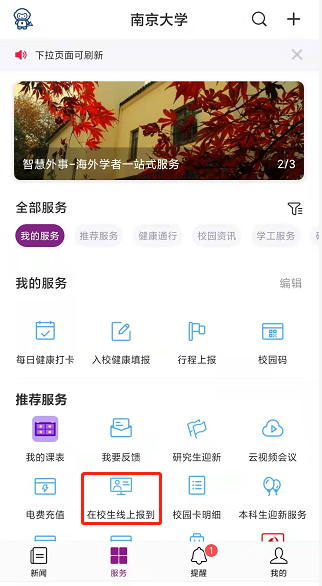 南京大学
下拉页面可刷新
智慧外事-海外学者一站式服务 2/3
全部服务
我的服务 推荐服务 健康通行 校园资讯 学工服务
我的服务 编辑
每日健康打卡 入校健康填报 行程上报 校园码
推荐服务
我的课表 我要反馈 研究生迎新 云视频会议
电费充值 在校生线上报到 校园卡明细 本科生迎新服务
1
新闻 服务 提醒 我的